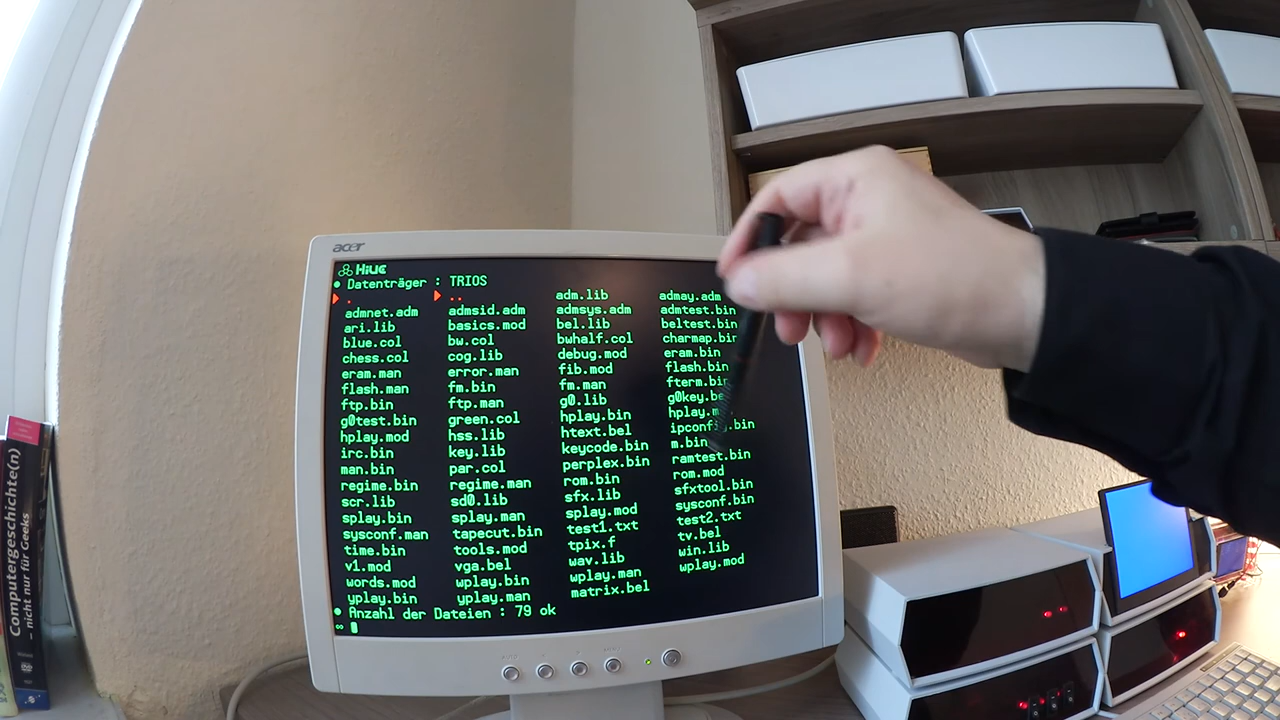 acer
Hive
• Datenträger : TRIOS
. .. adm.lib admay.adm
admnet.adm admsid.adm admsys.adm admtest.bin
ari.lib basics.mod bel.lib beltest.bin
blue.col bw.col bwhalf.col charmap.bin
chess.col cog.lib debug.mod eram.bin
eram.man error.man fib.mod flash.bin
flash.man fm.bin fm.man fterm.bin
ftp.bin ftp.man g0.lib g0key.be
g0test.bin green.col hplay.bin hplay.m
hplay.mod hss.lib htext.bel ipconfig.bin
irc.bin key.lib keycode.bin m.bin
man.bin par.col perplex.bin ramtest.bin
regime.bin regime.man rom.bin rom.mod
scr.lib sd0.lib sfx.lib sfxtool.bin
splay.bin splay.man splay.mod sysconf.bin
sysconf.man tapecut.bin test1.txt test2.txt
time.bin tools.mod tpix.f tv.bel
v1.mod vga.bel wav.lib win.lib
words.mod wplay.bin wplay.man wplay.mod
yplay.bin yplay.man matrix.bel
• Anzahl der Dateien : 79 ok
Computergeschichte(n)
– nicht nur für Geeks